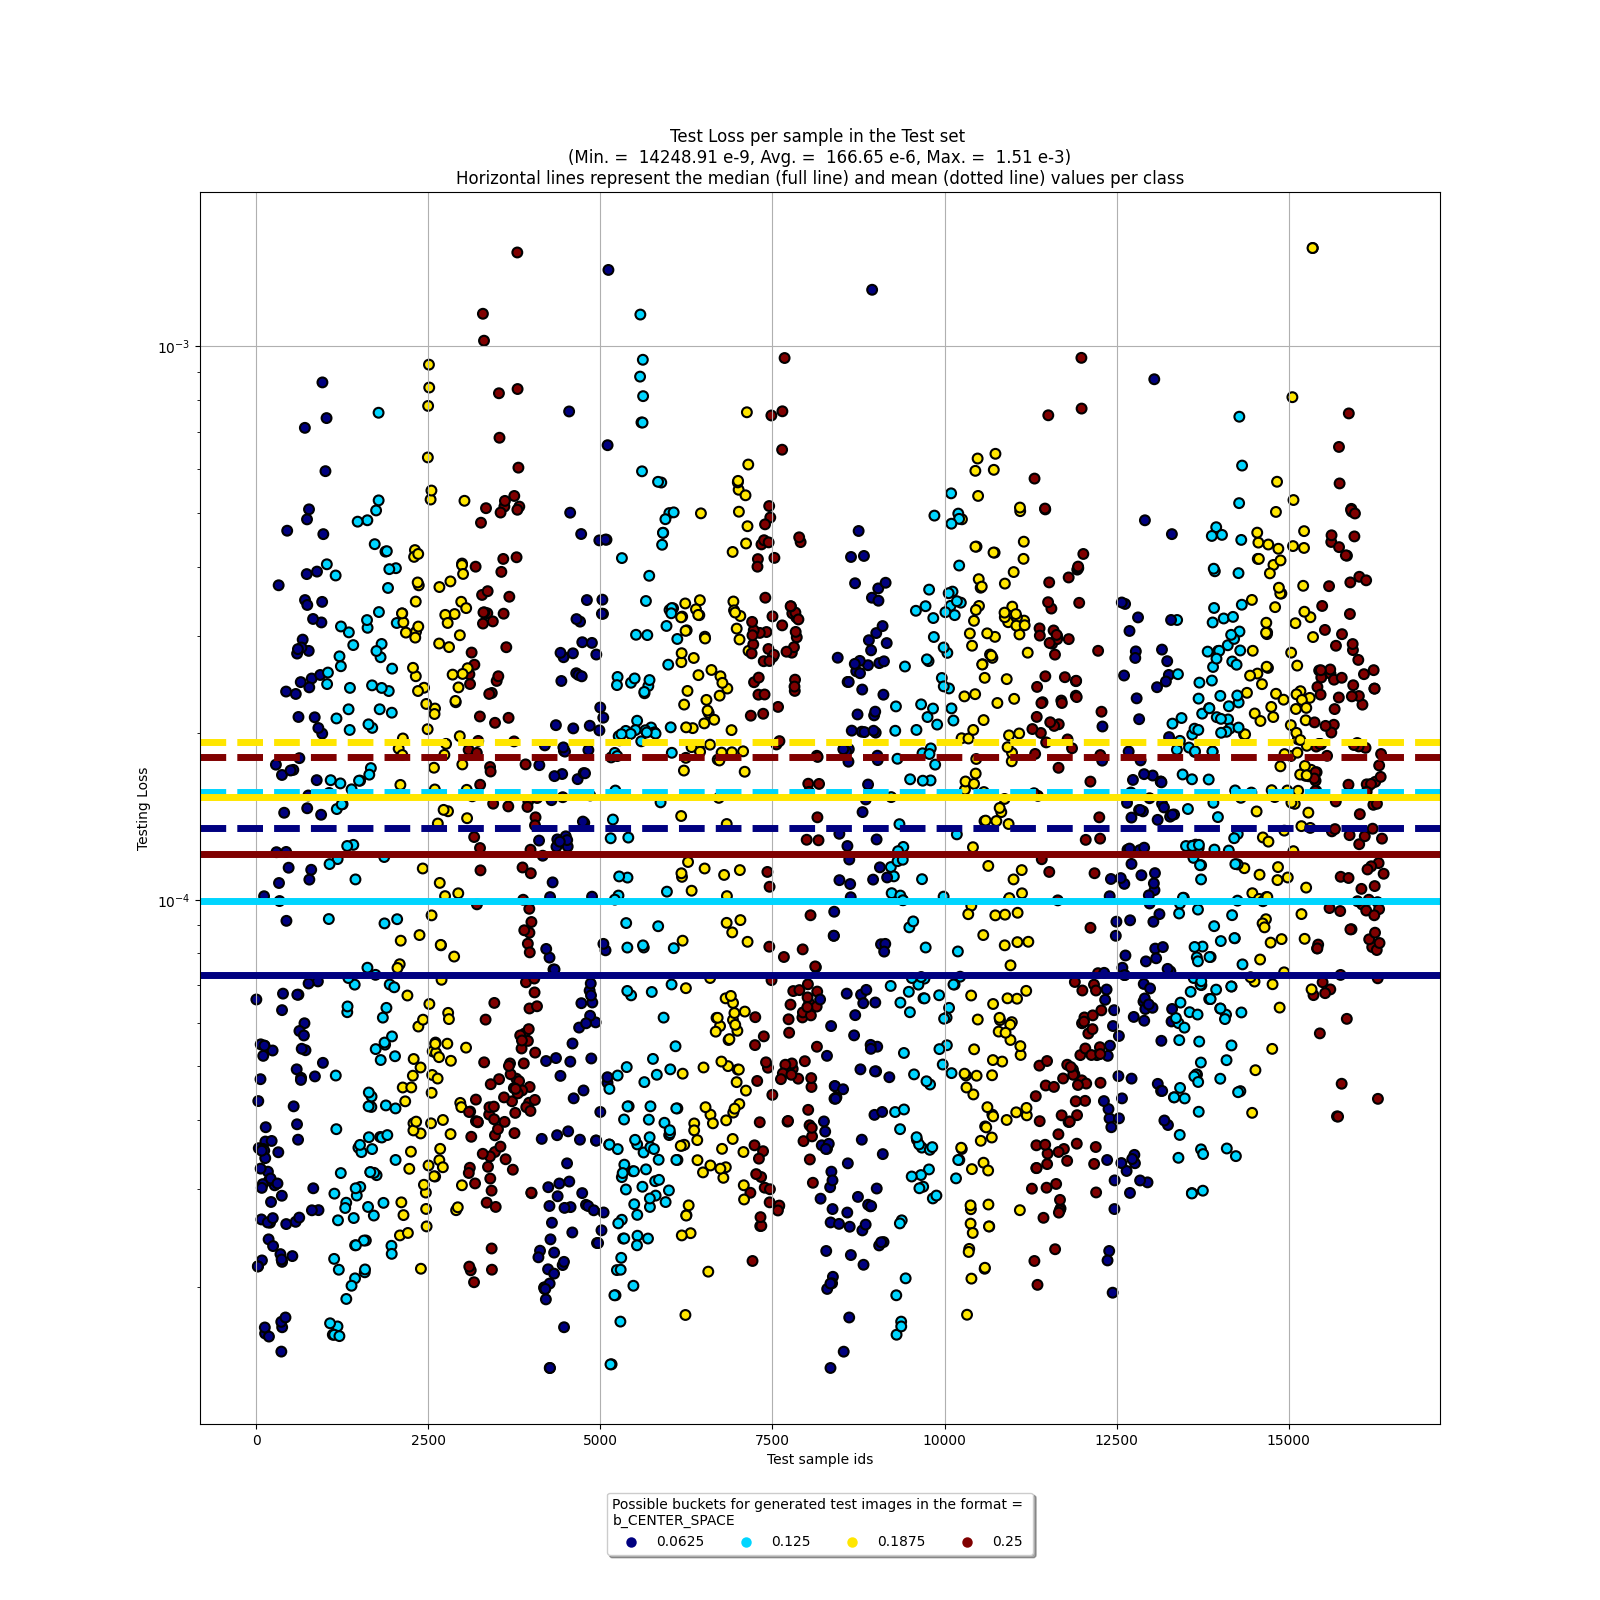 Test Loss per sample in the Test set
(Min. =  14248.91 e-9, Avg. =  166.65 e-6, Max. =  1.51 e-3)
Horizontal lines represent the median (full line) and mean (dotted line) values per class
Testing Loss
10⁻³
10⁻⁴
0 2500 5000 7500 10000 12500 15000
Test sample ids
Possible buckets for generated test images in the format =
b_CENTER_SPACE
0.0625 0.125 0.1875 0.25